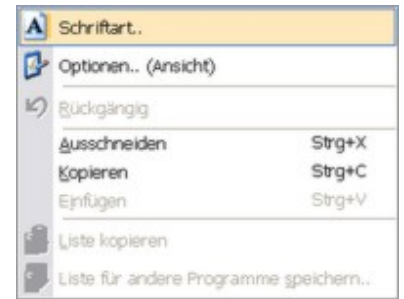 Schriftart..
Optionen.. (Ansicht)
Rückgängig
Ausschneiden Strg+X
Kopieren Strg+C
Einfügen Strg+V
Liste kopieren
Liste für andere Programme speichern..